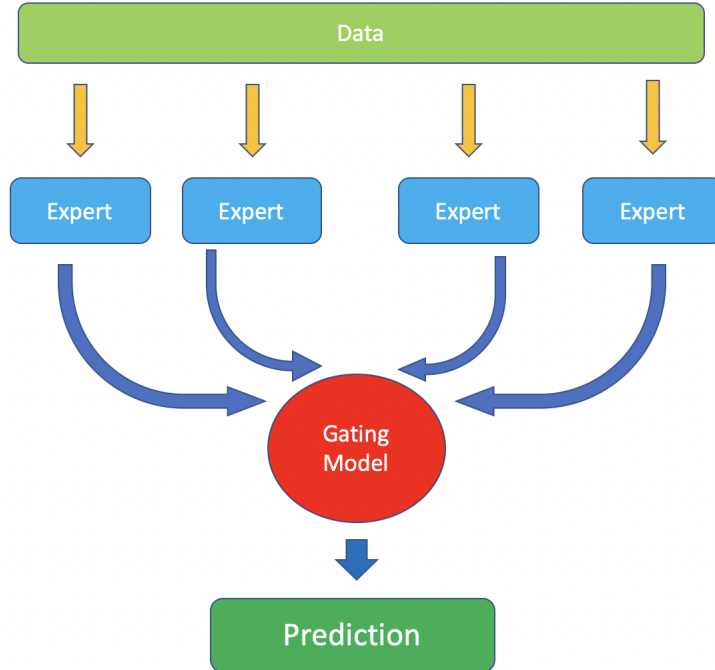 Data
Expert
Expert
Expert
Expert
Gating
Model
Prediction